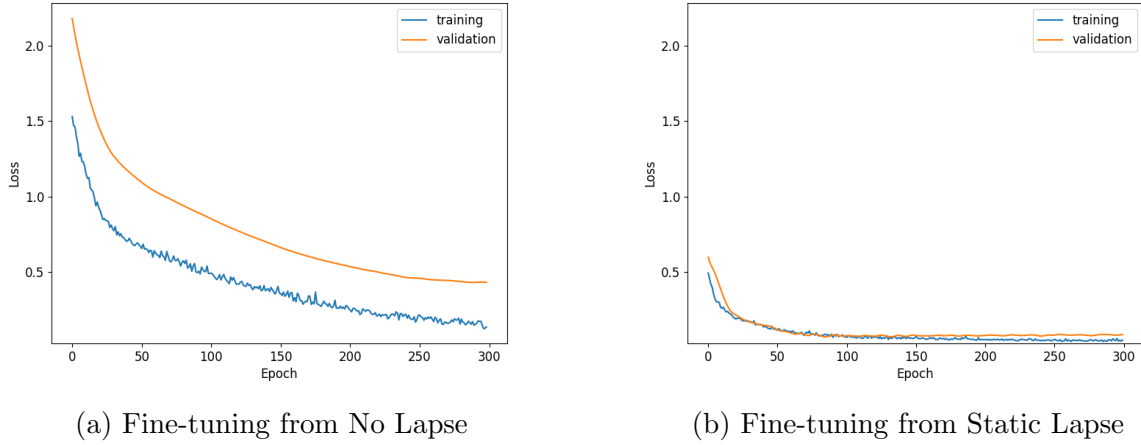 training
validation
2.0
1.5
1.0
0.5
Loss
0
50
100
150
200
250
300
Epoch
(a) Fine-tuning from No Lapse
training
validation
2.0
1.5
1.0
0.5
Loss
0
50
100
150
200
250
300
Epoch
(b) Fine-tuning from Static Lapse